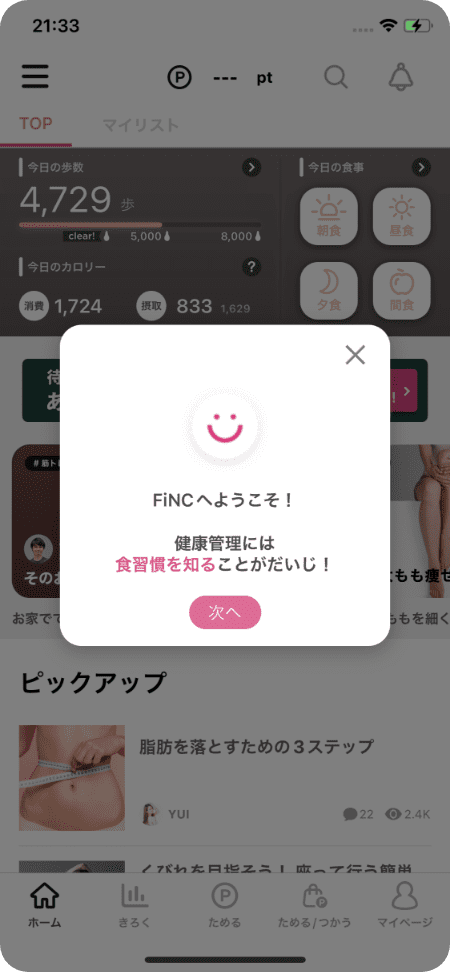 21:33
P --- pt
TOP マイリスト
今日の歩数
4,729 歩
clear! 5,000 8,000
今日のカロリー ?
消費 1,724 摂取 833 1,629
今日の食事
朝食 昼食
夕食 間食
待
あ
!
FiNCへようこそ！
健康管理には
食習慣を知ることがだいじ！
次へ
#筋ト
そのお
お家でで
もも痩せ
ももを細く
ピックアップ
脂肪を落とすための３ステップ
YUI 22 2.4K
くびれを目指そう！ 座って行う簡単
ホーム きろく ためる ためる/つかう マイページ